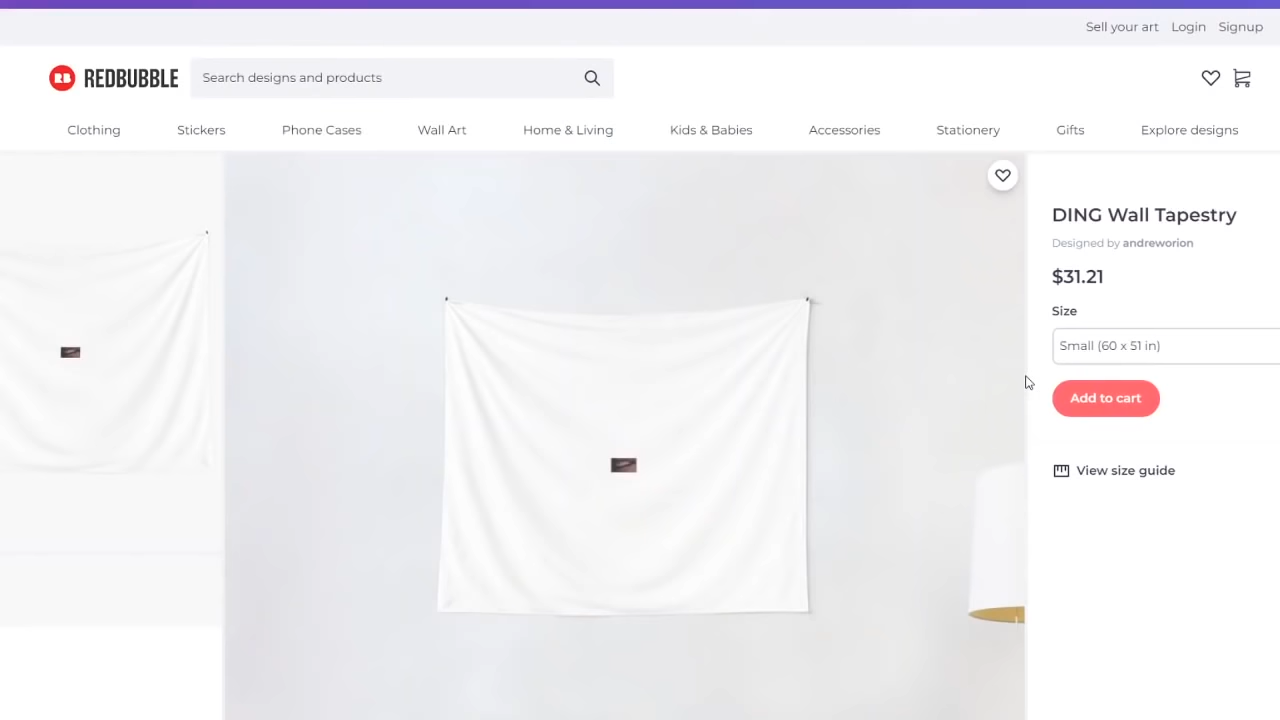 Sell your art Login Signup
RB REDBUBBLE Search designs and products
Clothing Stickers Phone Cases Wall Art Home & Living Kids & Babies Accessories Stationery Gifts Explore designs
DING Wall Tapestry
Designed by andreworion
$31.21
Size
Small (60 x 51 in)
Add to cart
View size guide